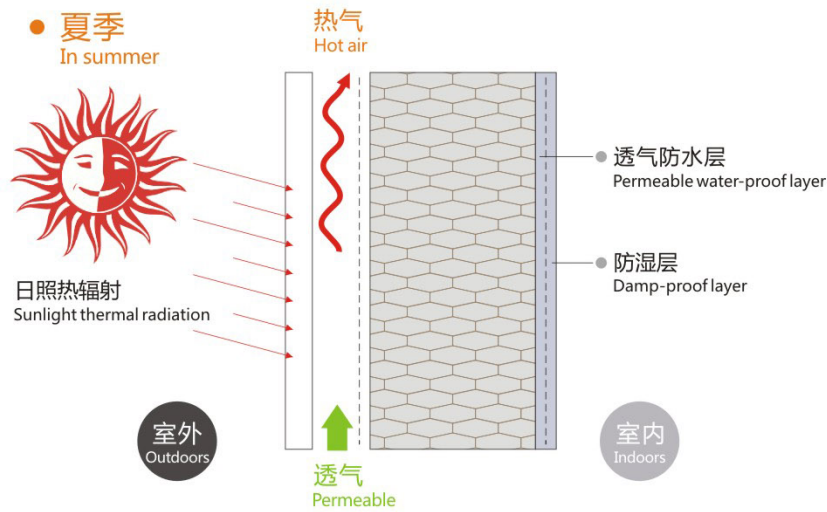 夏季
In summer
热气
Hot air
透气防水层
Permeable water-proof layer
日照热辐射
Sunlight thermal radiation
防湿层
Damp-proof layer
室外
Outdoors
室内
Indoors
透气
Permeable